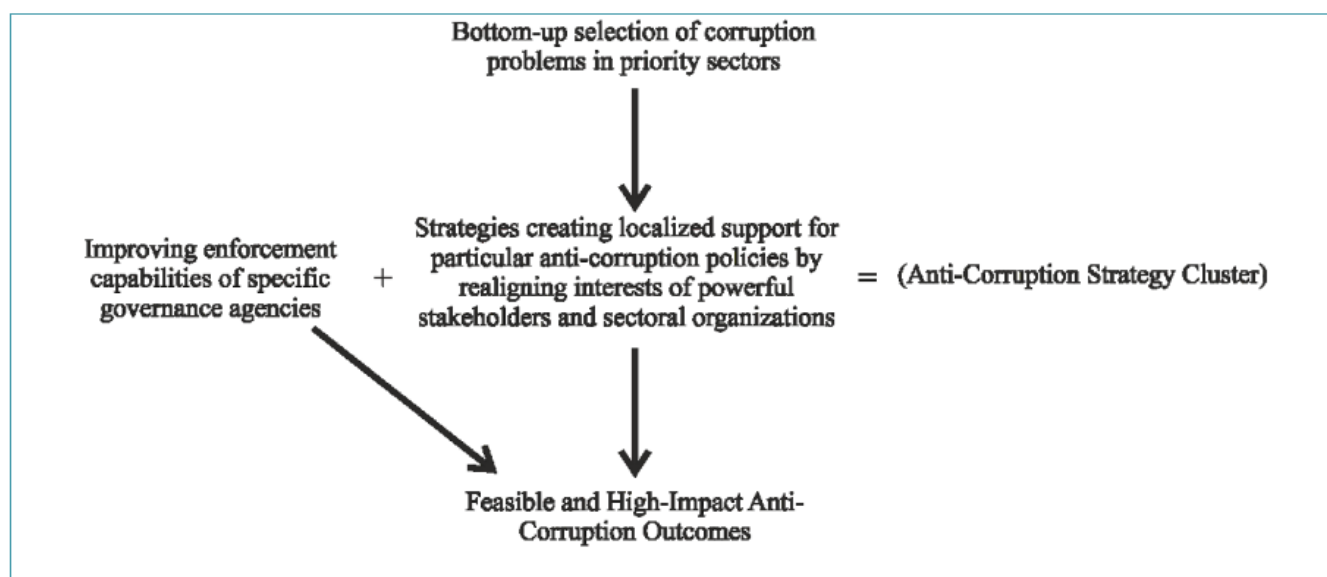 Bottom-up selection of corruption
problems in priority sectors
Improving enforcement
capabilities of specific
governance agencies
+
Strategies creating localized support for
particular anti-corruption policies by
realigning interests of powerful
stakeholders and sectoral organizations
= (Anti-Corruption Strategy Cluster)
Feasible and High-Impact Anti-
Corruption Outcomes